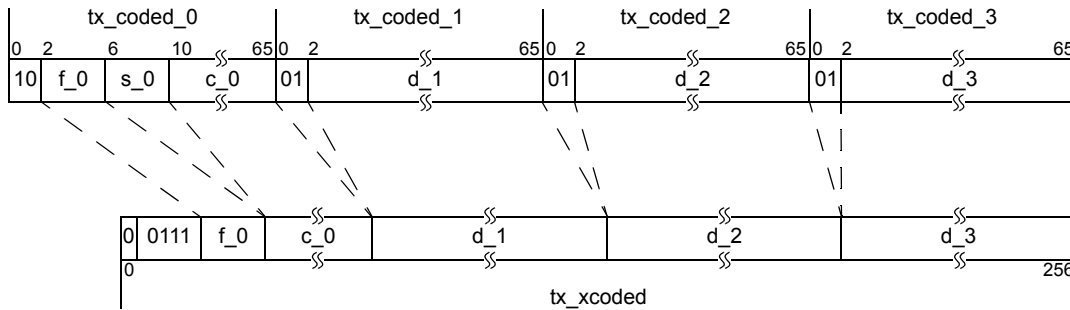 tx_coded_0 tx_coded_1 tx_coded_2 tx_coded_3
0 2 6 10 65 0 2 65 0 2 65 0 2 65
10 f_0 s_0 c_0 01 d_1 01 d_2 01 d_3
0 0111 f_0 c_0 d_1 d_2 d_3
0 256
tx_xcoded